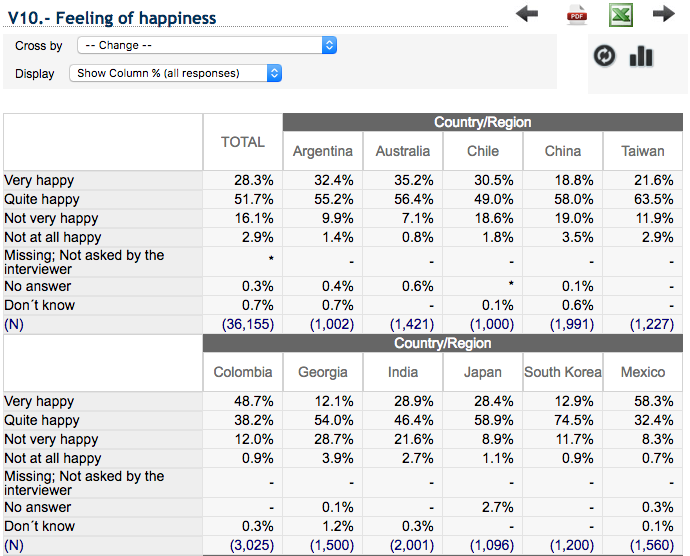 V10.- Feeling of happiness
PDF
Cross by -- Change --
Display Show Column % (all responses)
Country/Region
TOTAL Argentina Australia Chile China Taiwan
Very happy 28.3% 32.4% 35.2% 30.5% 18.8% 21.6%
Quite happy 51.7% 55.2% 56.4% 49.0% 58.0% 63.5%
Not very happy 16.1% 9.9% 7.1% 18.6% 19.0% 11.9%
Not at all happy 2.9% 1.4% 0.8% 1.8% 3.5% 2.9%
Missing; Not asked by the
interviewer * - - - - -
No answer 0.3% 0.4% 0.6% * 0.1% -
Don´t know 0.7% 0.7% - 0.1% 0.6% -
(N) (36,155) (1,002) (1,421) (1,000) (1,991) (1,227)
Country/Region
Colombia Georgia India Japan South Korea Mexico
Very happy 48.7% 12.1% 28.9% 28.4% 12.9% 58.3%
Quite happy 38.2% 54.0% 46.4% 58.9% 74.5% 32.4%
Not very happy 12.0% 28.7% 21.6% 8.9% 11.7% 8.3%
Not at all happy 0.9% 3.9% 2.7% 1.1% 0.9% 0.7%
Missing; Not asked by the
interviewer - - - - - -
No answer - 0.1% - 2.7% - 0.3%
Don´t know 0.3% 1.2% 0.3% - - 0.1%
(N) (3,025) (1,500) (2,001) (1,096) (1,200) (1,560)